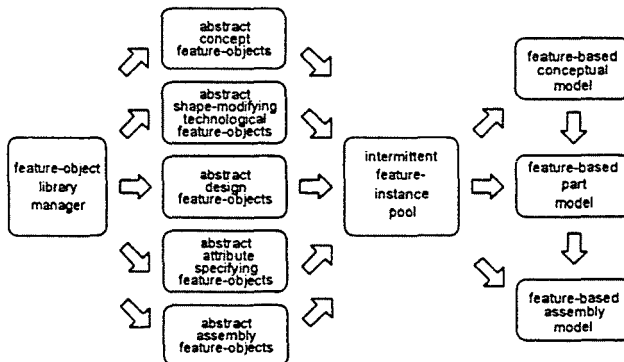 feature-object
library
manager
abstract
concept
feature-objects
abstract
shape-modifying
technological
feature-objects
abstract
design
feature-objects
abstract
attribute
specifying
feature-objects
abstract
assembly
feature-objects
intermittent
feature-
instance
pool
feature-based
conceptual
model
feature-based
part
model
feature-based
assembly
model